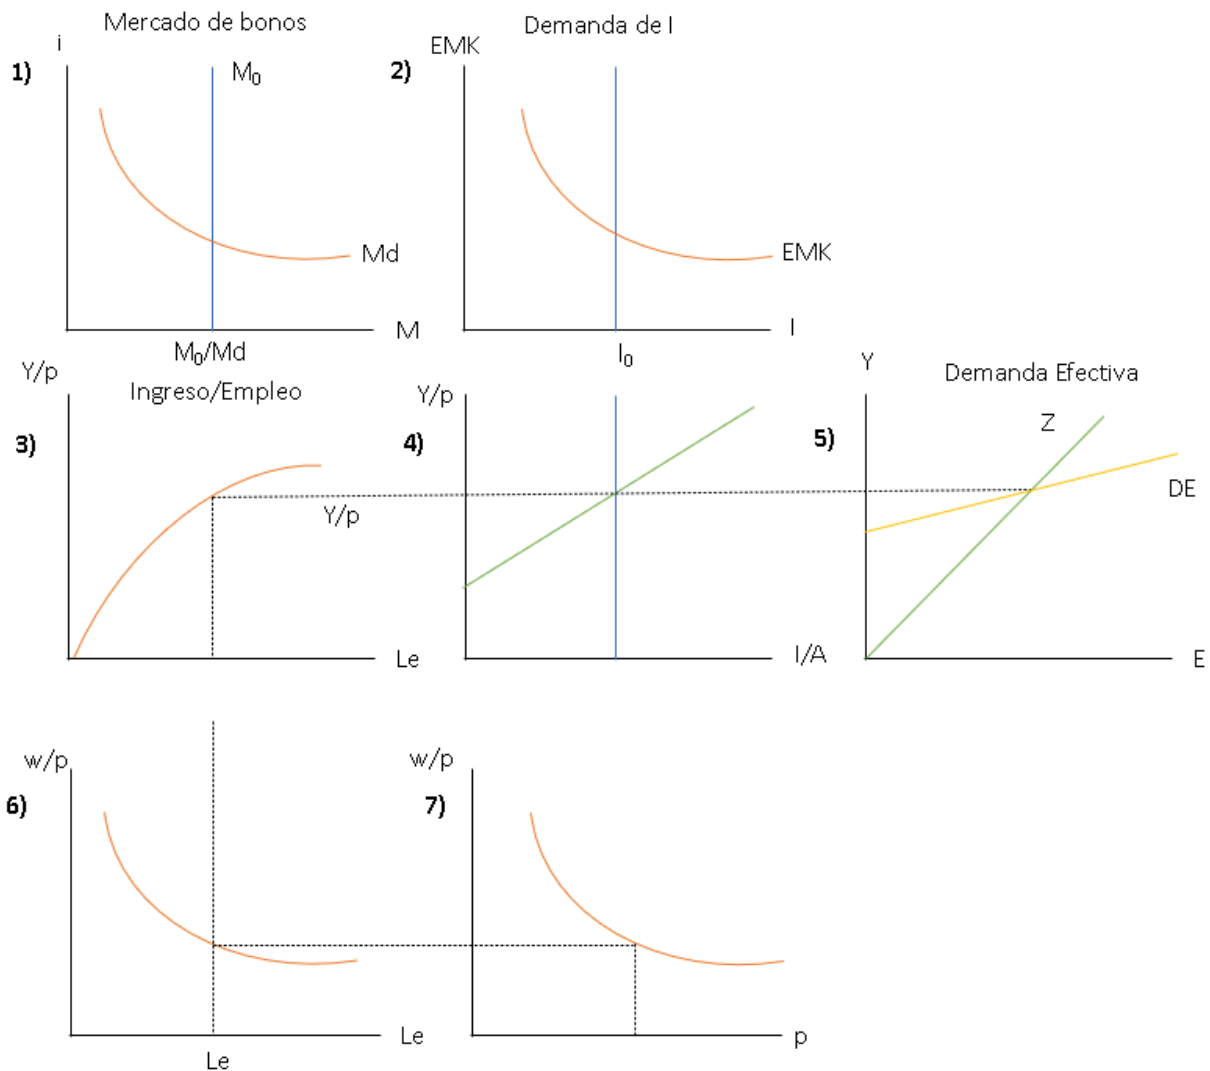 Mercado de bonos
Demanda de I
i
EMK
1)
M₀
2)
Md
EMK
M
I
M₀/Md
I₀
Y/p
Ingreso/Empleo
Y/p
Y
Demanda Efectiva
3)
4)
5)
Z
Y/p
DE
Le
I/A
E
w/p
w/p
6)
7)
Le
p
Le